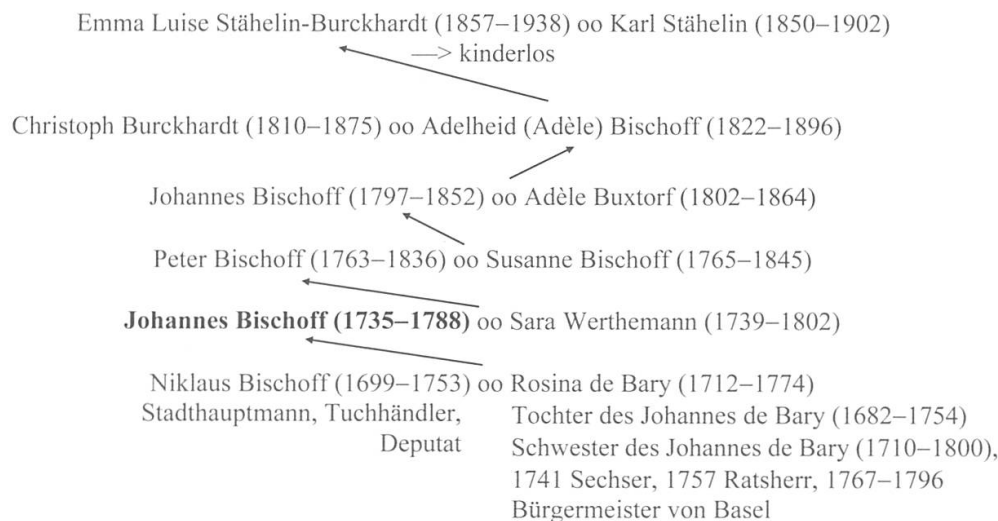 Emma Luise Stähelin-Burckhardt (1857–1938) oo Karl Stähelin (1850–1902)
—> kinderlos
Christoph Burckhardt (1810–1875) oo Adelheid (Adèle) Bischoff (1822–1896)
Johannes Bischoff (1797–1852) oo Adèle Buxtorf (1802–1864)
Peter Bischoff (1763–1836) oo Susanne Bischoff (1765–1845)
Johannes Bischoff (1735–1788) oo Sara Werthemann (1739–1802)
Niklaus Bischoff (1699–1753) oo Rosina de Bary (1712–1774)
Stadthauptmann, Tuchhändler,
Deputat
Tochter des Johannes de Bary (1682–1754)
Schwester des Johannes de Bary (1710–1800),
1741 Sechser, 1757 Ratsherr, 1767–1796
Bürgermeister von Basel